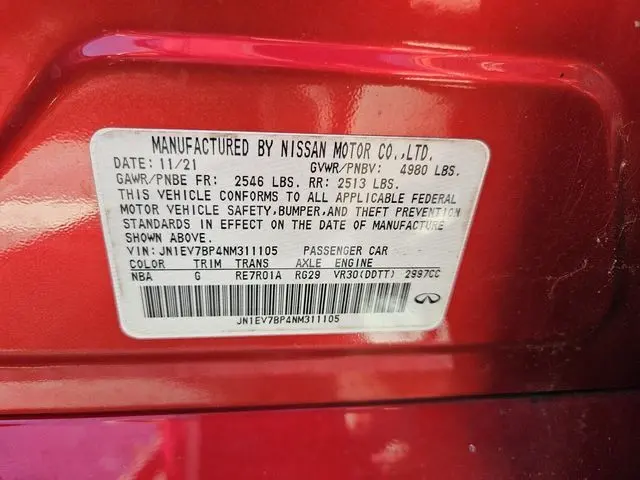 MANUFACTURED BY NISSAN MOTOR CO.,LTD.
DATE: 11/21 GVWR/PNBV: 4980 LBS.
GAWR/PNBE FR: 2546 LBS. RR: 2513 LBS.
THIS VEHICLE CONFORMS TO ALL APPLICABLE FEDERAL
MOTOR VEHICLE SAFETY,BUMPER,AND THEFT PREVENTION
STANDARDS IN EFFECT ON THE DATE OF MANUFACTURE
SHOWN ABOVE.
VIN: JN1EV7BP4NM311105 PASSENGER CAR
COLOR TRIM TRANS AXLE ENGINE
NBA G RE7R01A RG29 VR30(DDTT) 2997CC
JN1EV7BP4NM311105